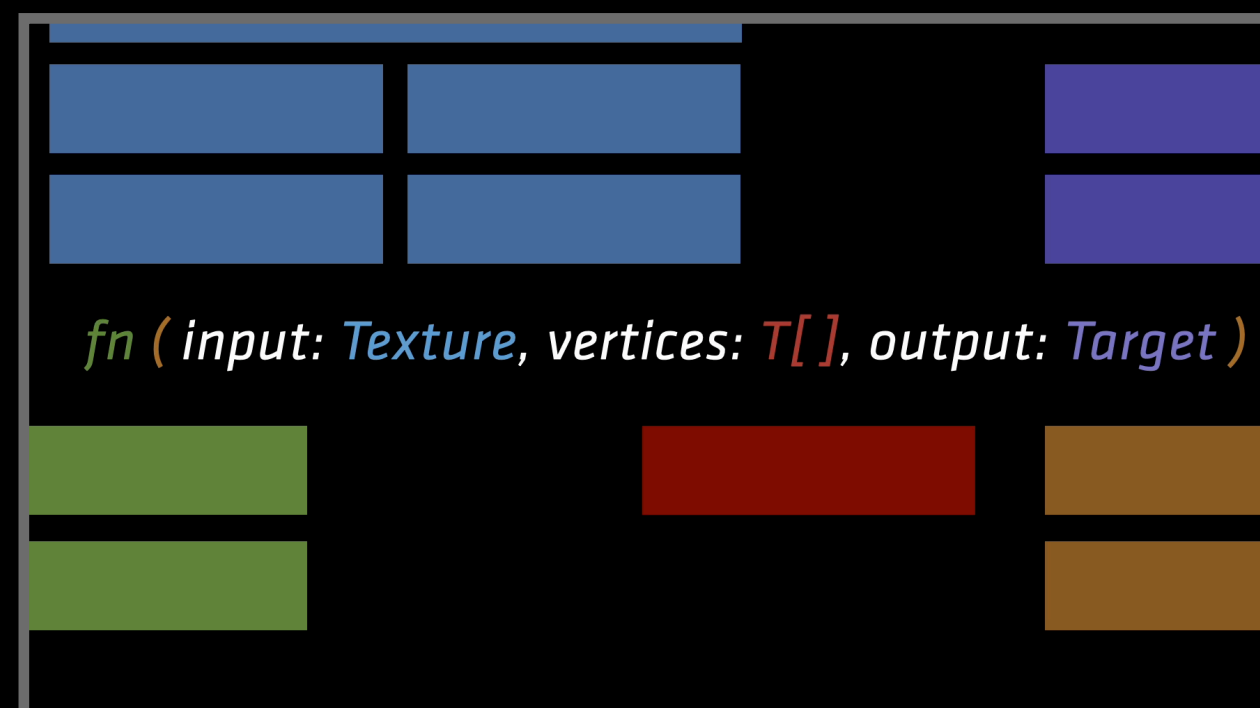 fn ( input: Texture, vertices: T[ ], output: Target )